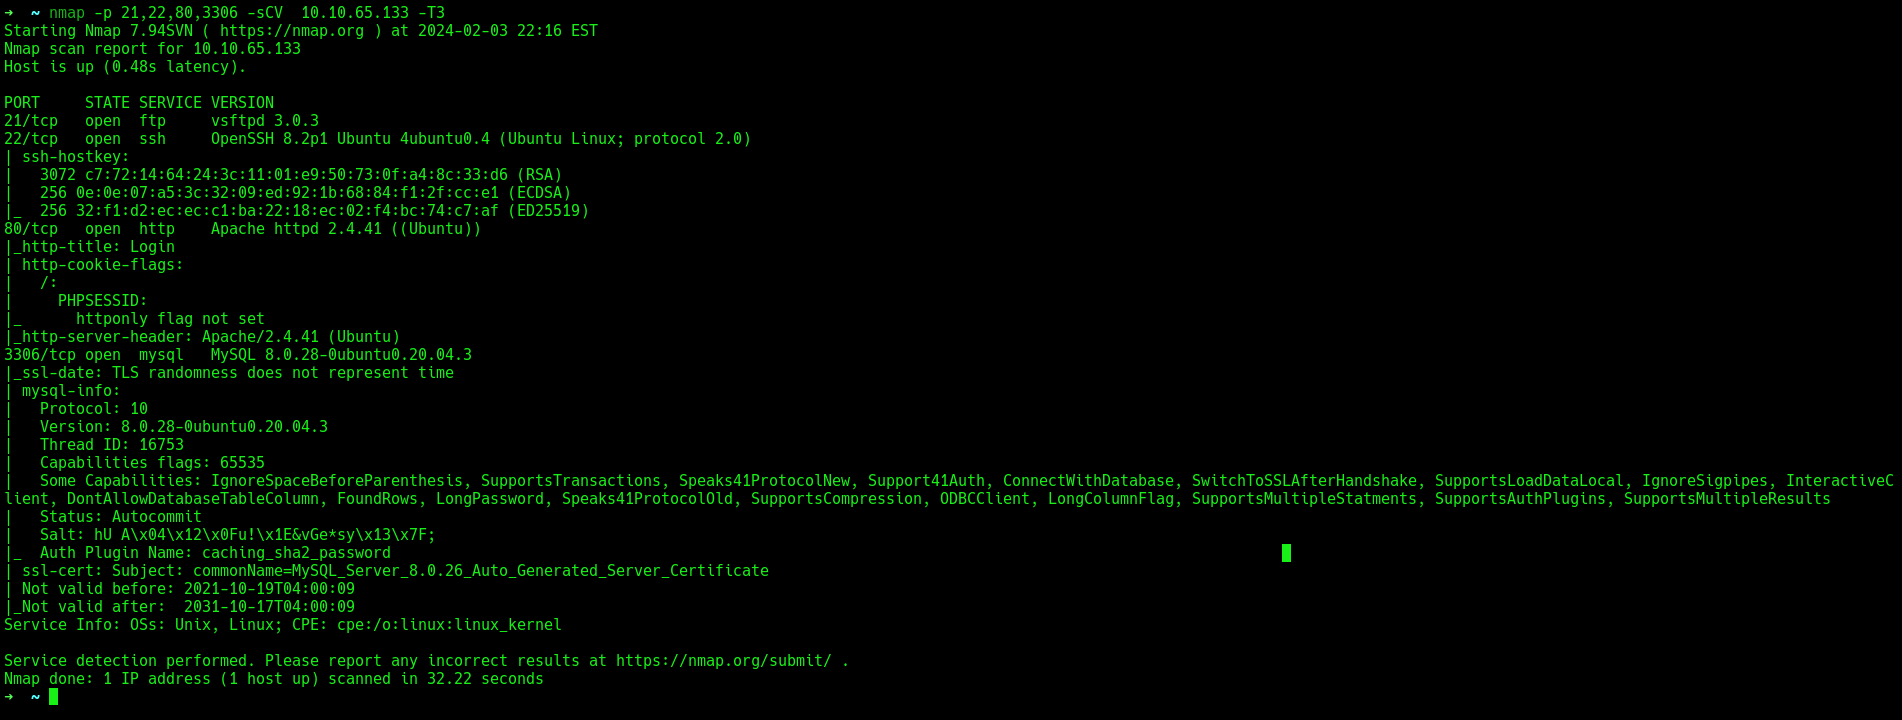 →  ~ nmap -p 21,22,80,3306 -sCV  10.10.65.133 -T3
Starting Nmap 7.94SVN ( https://nmap.org ) at 2024-02-03 22:16 EST
Nmap scan report for 10.10.65.133
Host is up (0.48s latency).

PORT     STATE SERVICE VERSION
21/tcp   open  ftp     vsftpd 3.0.3
22/tcp   open  ssh     OpenSSH 8.2p1 Ubuntu 4ubuntu0.4 (Ubuntu Linux; protocol 2.0)
| ssh-hostkey:
|   3072 c7:72:14:64:24:3c:11:01:e9:50:73:0f:a4:8c:33:d6 (RSA)
|   256 0e:0e:07:a5:3c:32:09:ed:92:1b:68:84:f1:2f:cc:e1 (ECDSA)
|_  256 32:f1:d2:ec:ec:c1:ba:22:18:ec:02:f4:bc:74:c7:af (ED25519)
80/tcp   open  http    Apache httpd 2.4.41 ((Ubuntu))
|_http-title: Login
| http-cookie-flags:
|   /:
|     PHPSESSID:
|_      httponly flag not set
|_http-server-header: Apache/2.4.41 (Ubuntu)
3306/tcp open  mysql   MySQL 8.0.28-0ubuntu0.20.04.3
|_ssl-date: TLS randomness does not represent time
| mysql-info:
|   Protocol: 10
|   Version: 8.0.28-0ubuntu0.20.04.3
|   Thread ID: 16753
|   Capabilities flags: 65535
|   Some Capabilities: IgnoreSpaceBeforeParenthesis, SupportsTransactions, Speaks41ProtocolNew, Support41Auth, ConnectWithDatabase, SwitchToSSLAfterHandshake, SupportsLoadDataLocal, IgnoreSigpipes, InteractiveC
lient, DontAllowDatabaseTableColumn, FoundRows, LongPassword, Speaks41ProtocolOld, SupportsCompression, ODBCClient, LongColumnFlag, SupportsMultipleStatments, SupportsAuthPlugins, SupportsMultipleResults
|   Status: Autocommit
|   Salt: hU A\x04\x12\x0Fu!\x1E&vGe*sy\x13\x7F;
|_  Auth Plugin Name: caching_sha2_password
| ssl-cert: Subject: commonName=MySQL_Server_8.0.26_Auto_Generated_Server_Certificate
| Not valid before: 2021-10-19T04:00:09
|_Not valid after:  2031-10-17T04:00:09
Service Info: OSs: Unix, Linux; CPE: cpe:/o:linux:linux_kernel

Service detection performed. Please report any incorrect results at https://nmap.org/submit/ .
Nmap done: 1 IP address (1 host up) scanned in 32.22 seconds
→  ~